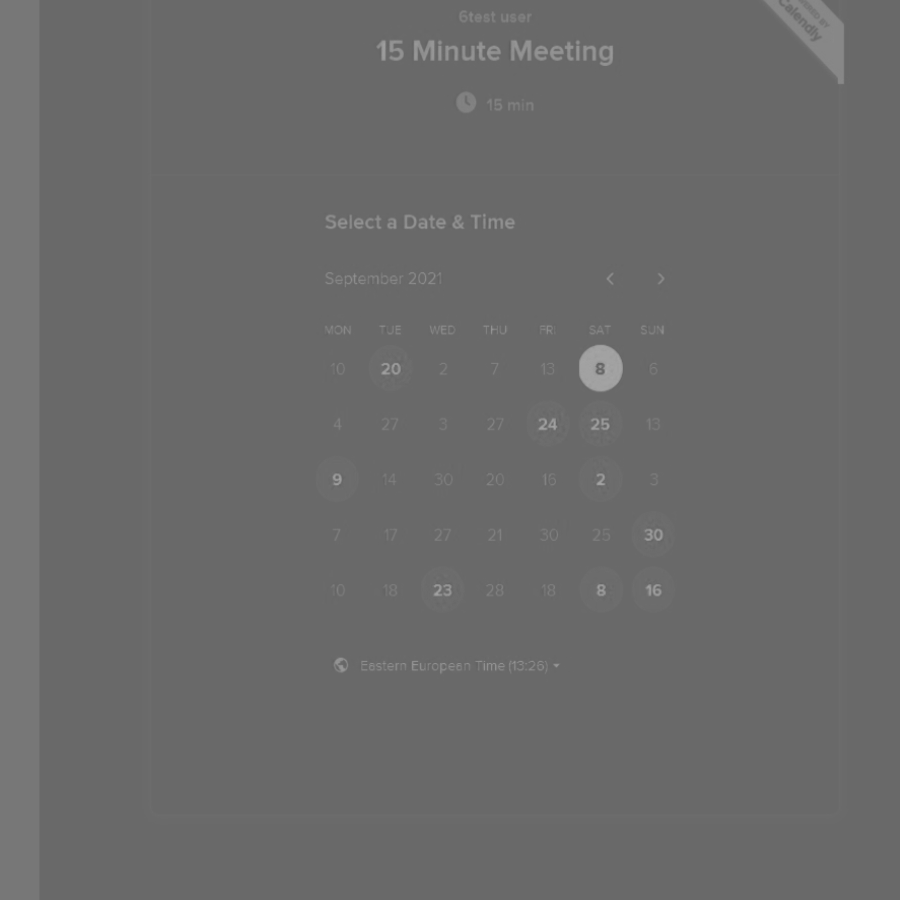 6test user
POWERED BY
Calendly
15 Minute Meeting
15 min
Select a Date & Time
September 2021
MON TUE WED THU FRI SAT SUN
10 20 2 7 13 8 6
4 27 3 27 24 25 13
9 14 30 20 2 3
7 17 27 21 30 25 30
10 18 23 28 18 8 16
Eastern European Time (13:26)